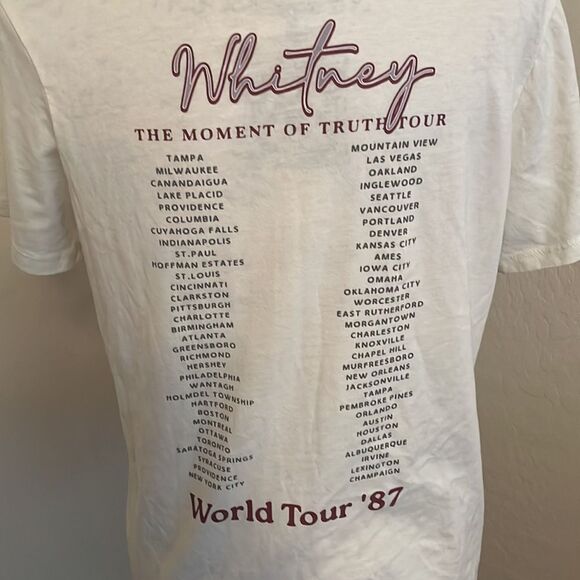 Whitney
THE MOMENT OF TRUTH TOUR
TAMPA
MILWAUKEE
CANANDAIGUA
LAKE PLACID
PROVIDENCE
COLUMBIA
CUYAHOGA FALLS
INDIANAPOLIS
ST.PAUL
HOFFMAN ESTATES
ST.LOUIS
CINCINNATI
CLARKSTON
PITTSBURGH
CHARLOTTE
BIRMINGHAM
ATLANTA
GREENSBORO
RICHMOND
HERSHEY
PHILADELPHIA
WANTAGH
HOLMDEL TOWNSHIP
HARTFORD
BOSTON
MONTREAL
OTTAWA
TORONTO
SARATOGA SPRINGS
SYRACUSE
PROVIDENCE
NEW YORK CITY
MOUNTAIN VIEW
LAS VEGAS
OAKLAND
INGLEWOOD
SEATTLE
VANCOUVER
PORTLAND
DENVER
KANSAS CITY
AMES
IOWA CITY
OMAHA
OKLAHOMA CITY
WORCESTER
EAST RUTHERFORD
MORGANTOWN
CHARLESTON
KNOXVILLE
CHAPEL HILL
MURFREESBORO
NEW ORLEANS
JACKSONVILLE
TAMPA
PEMBROKE PINES
ORLANDO
AUSTIN
HOUSTON
DALLAS
ALBUQUERQUE
IRVINE
LEXINGTON
CHAMPAIGN
World Tour '87